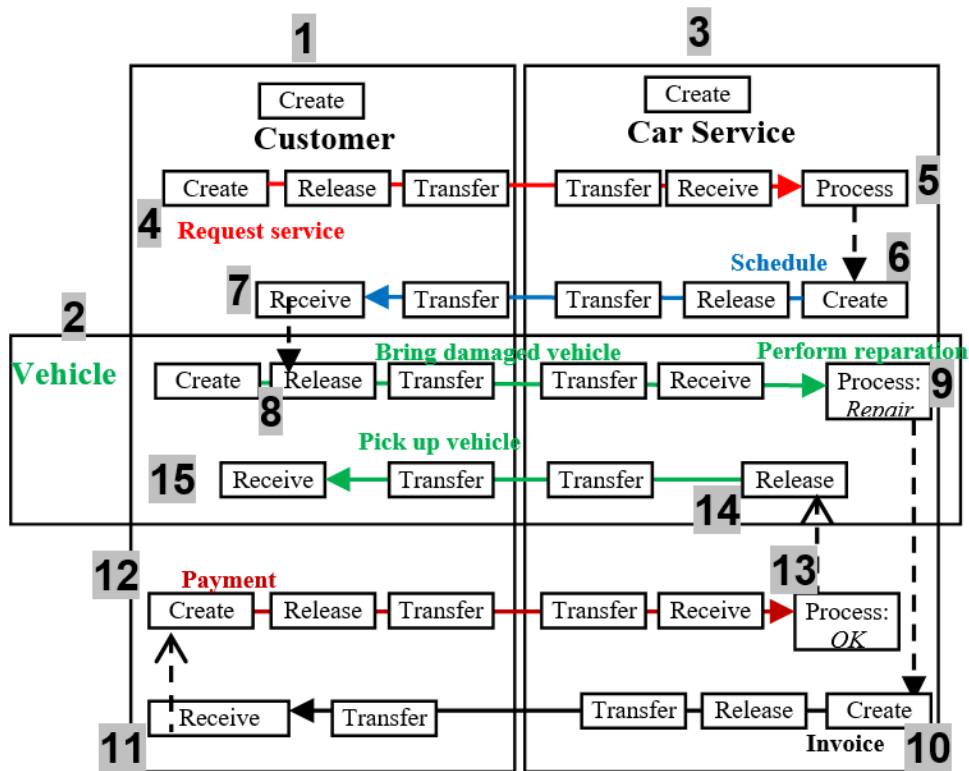 1
3
Create
Create
Customer
Car Service
Create
Release
Transfer
Transfer
Receive
Process
5
4
Request service
Schedule
6
7
Receive
Transfer
Transfer
Release
Create
2
Vehicle
Bring damaged vehicle
Perform reparation
Create
Release
Transfer
Transfer
Receive
Process:
Repair
9
8
Pick up vehicle
15
Receive
Transfer
Transfer
Release
14
12
Payment
13
Create
Release
Transfer
Transfer
Receive
Process:
OK
Receive
Transfer
Transfer
Release
Create
11
Invoice
10